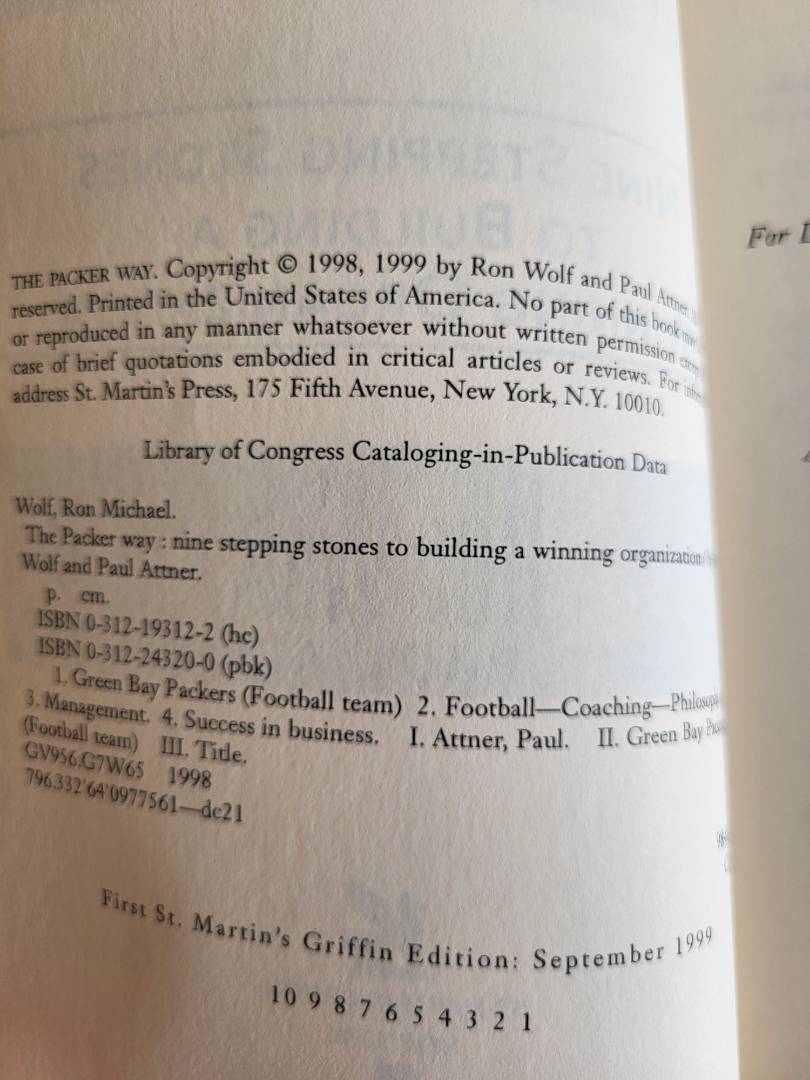 THE PACKER WAY. Copyright © 1998, 1999 by Ron Wolf and Paul Attner.
reserved. Printed in the United States of America. No part of this book
or reproduced in any manner whatsoever without written permission
case of brief quotations embodied in critical articles or reviews. For
address St. Martin's Press, 175 Fifth Avenue, New York, N.Y. 10010.
Library of Congress Cataloging-in-Publication Data
Wolf, Ron Michael.
The Packer way : nine stepping stones to building a winning organization /
Wolf and Paul Attner.
p. cm.
ISBN 0-312-19312-2 (hc)
ISBN 0-312-24320-0 (pbk)
1. Green Bay Packers (Football team) 2. Football—Coaching—Philosop
3. Management. 4. Success in business. I. Attner, Paul. II. Green Bay
(Football team) III. Title.
GV956.G7W65 1998
796.332'64'0977561—dc21
First St. Martin's Griffin Edition: September 1999
10 9 8 7 6 5 4 3 2 1
For